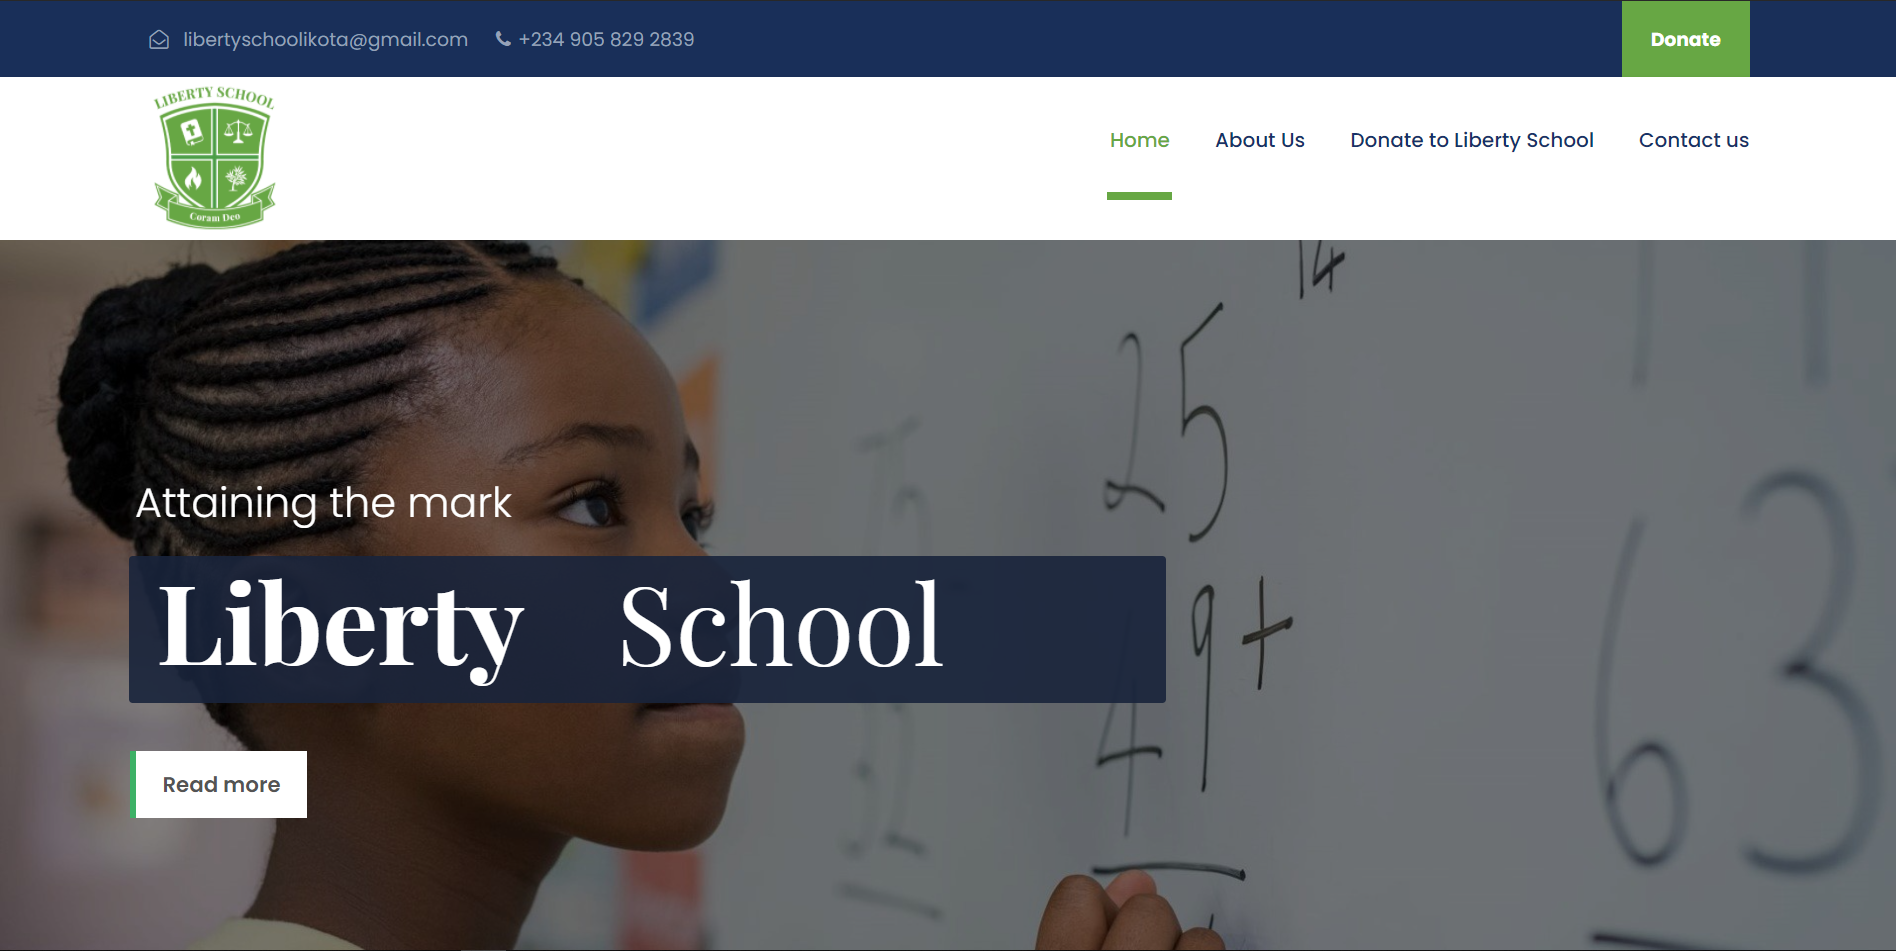 libertyschoolikota@gmail.com +234 905 829 2839 Donate
LIBERTY SCHOOL
Coram Deo
Home About Us Donate to Liberty School Contact us
14
25
49+
63
Attaining the mark
Liberty School
Read more